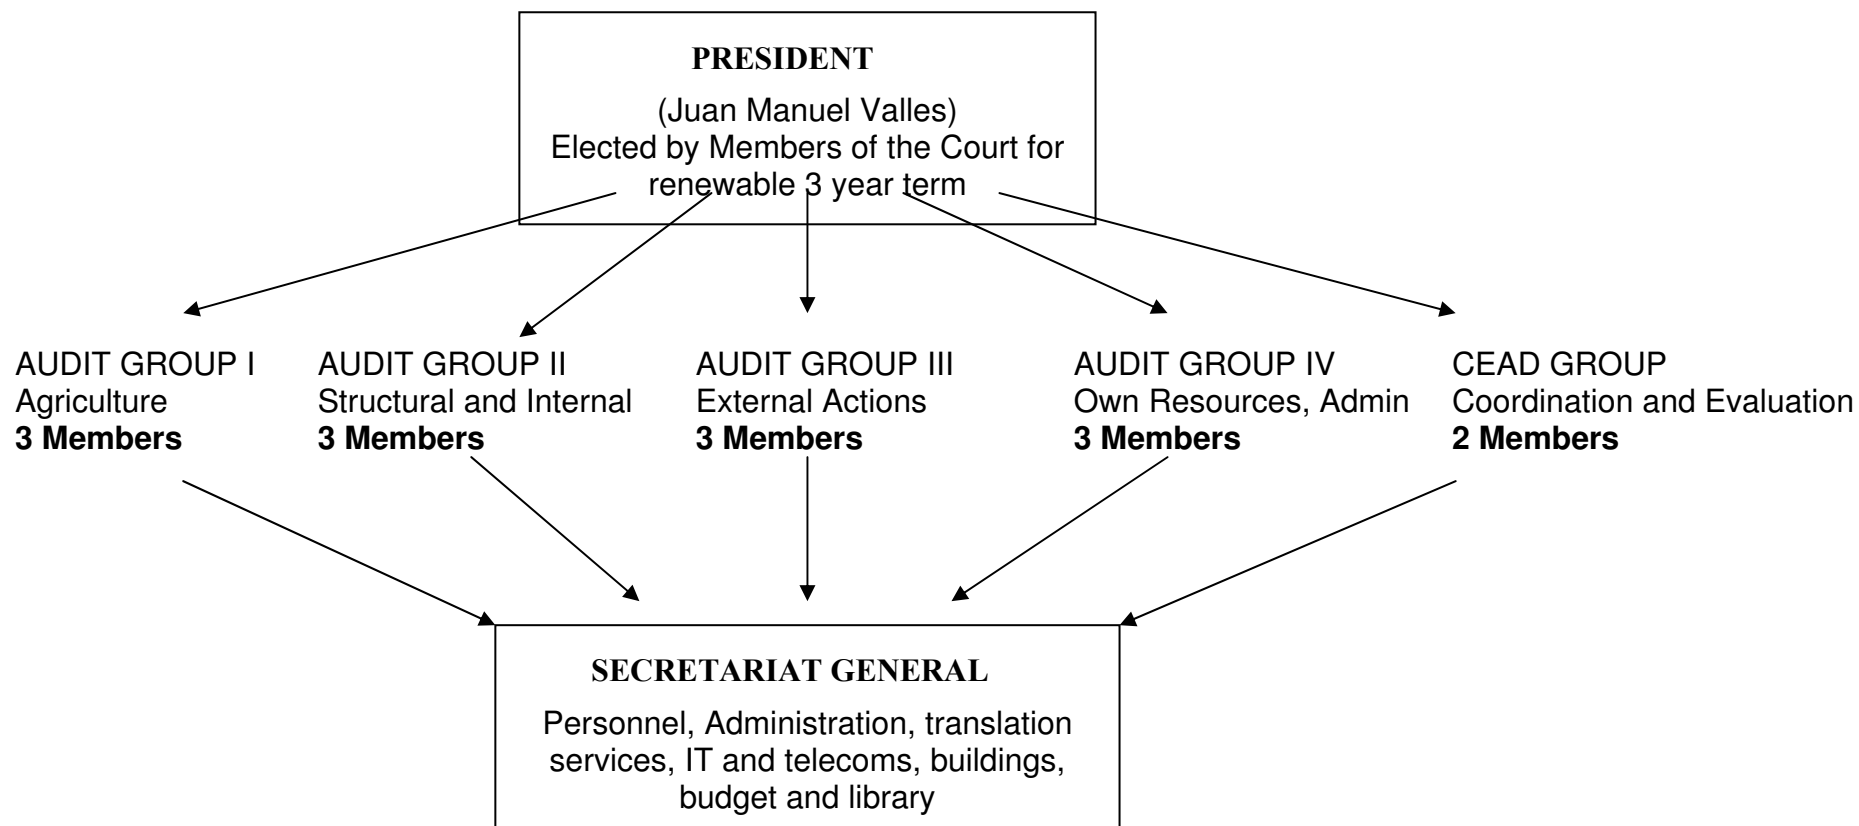 PRESIDENT
(Juan Manuel Valles)
Elected by Members of the Court for
renewable 3 year term
AUDIT GROUP I
Agriculture
3 Members
AUDIT GROUP II
Structural and Internal
3 Members
AUDIT GROUP III
External Actions
3 Members
AUDIT GROUP IV
Own Resources, Admin
3 Members
CEAD GROUP
Coordination and Evaluation
2 Members
SECRETARIAT GENERAL
Personnel, Administration, translation
services, IT and telecoms, buildings,
budget and library